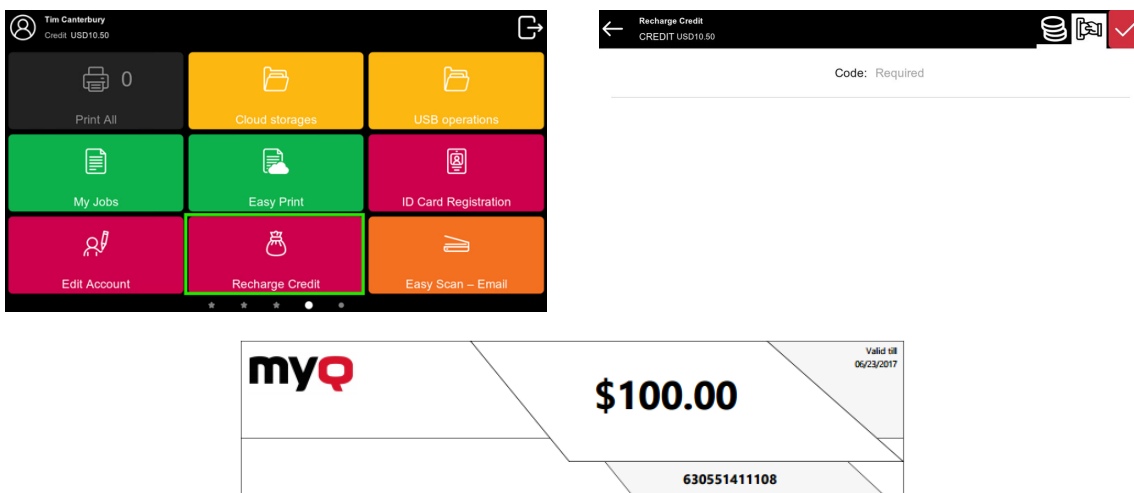 Tim Canterbury
Credit USD10.50
0
Print All
Cloud storages
USB operations
My Jobs
Easy Print
ID Card Registration
Edit Account
Recharge Credit
Easy Scan – Email
Recharge Credit
CREDIT USD10.50
Code: Required
myQ
$100.00
Valid till
06/23/2017
630551411108